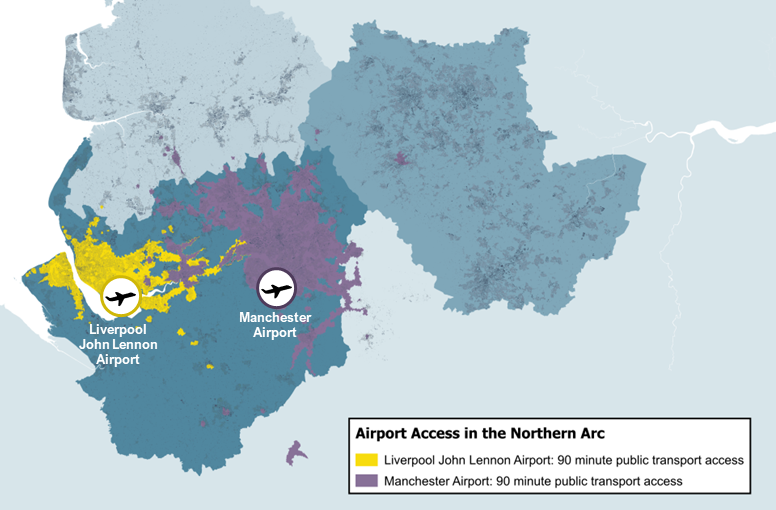 Liverpool
John Lennon
Airport
Manchester
Airport
Airport Access in the Northern Arc
Liverpool John Lennon Airport: 90 minute public transport access
Manchester Airport: 90 minute public transport access